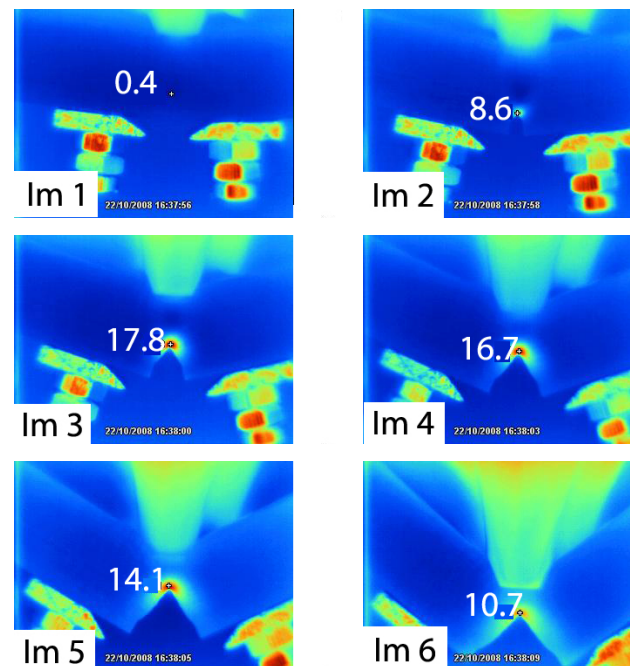 0.4
Im 1
22/10/2008 16:37:56
8.6
Im 2
22/10/2008 16:37:58
17.8
Im 3
22/10/2008 16:38:00
16.7
Im 4
22/10/2008 16:38:03
14.1
Im 5
22/10/2008 16:38:05
10.7
Im 6
22/10/2008 16:38:09